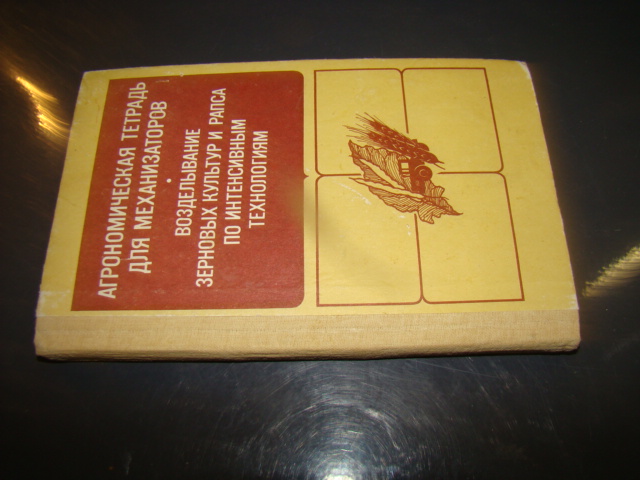 АГРОНОМИЧЕСКАЯ ТЕТРАДЬ
ДЛЯ МЕХАНИЗАТОРОВ
•
ВОЗДЕЛЫВАНИЕ
ЗЕРНОВЫХ КУЛЬТУР И РАПСА
ПО ИНТЕНСИВНЫМ
ТЕХНОЛОГИЯМ